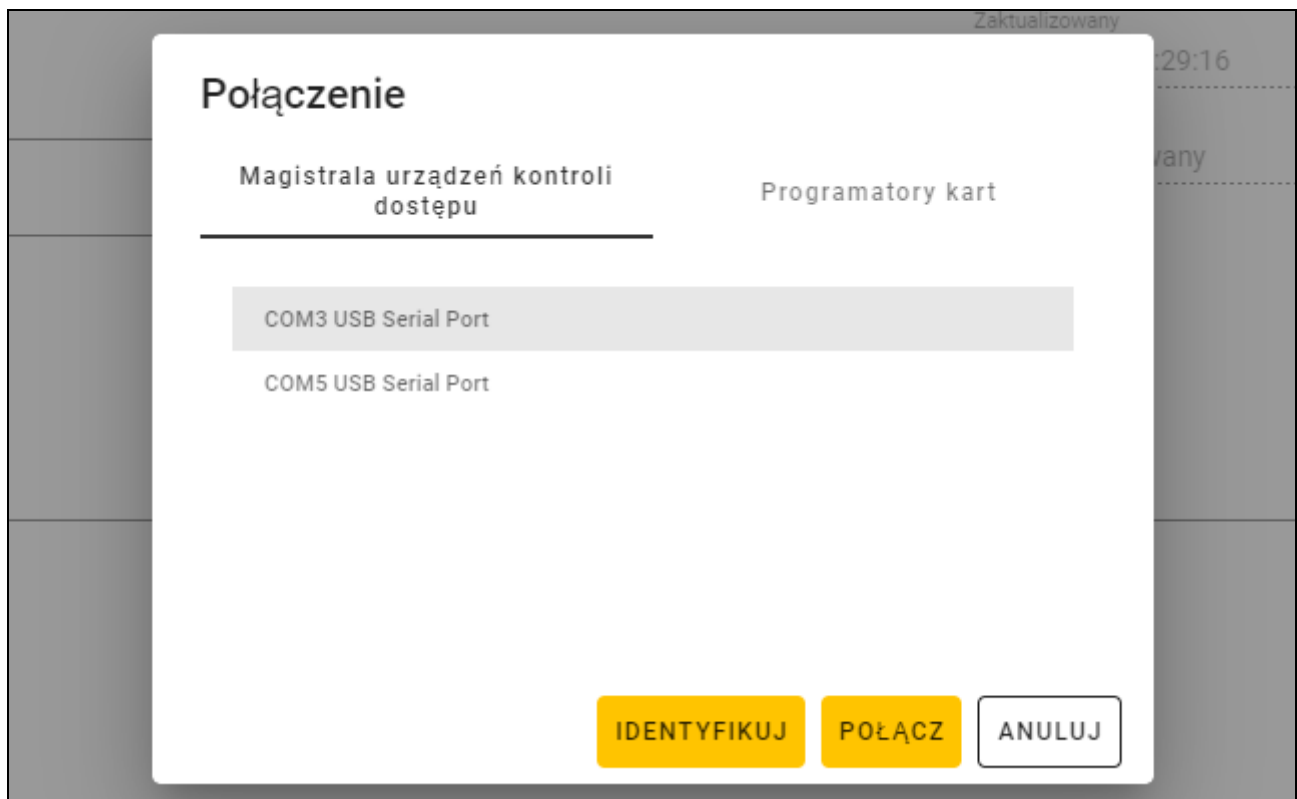 Zaktualizowany
:29:16
Połączenie
Magistrala urządzeń kontroli
dostępu
Programatory kart
COM3 USB Serial Port
COM5 USB Serial Port
IDENTYFIKUJ
POŁĄCZ
ANULUJ